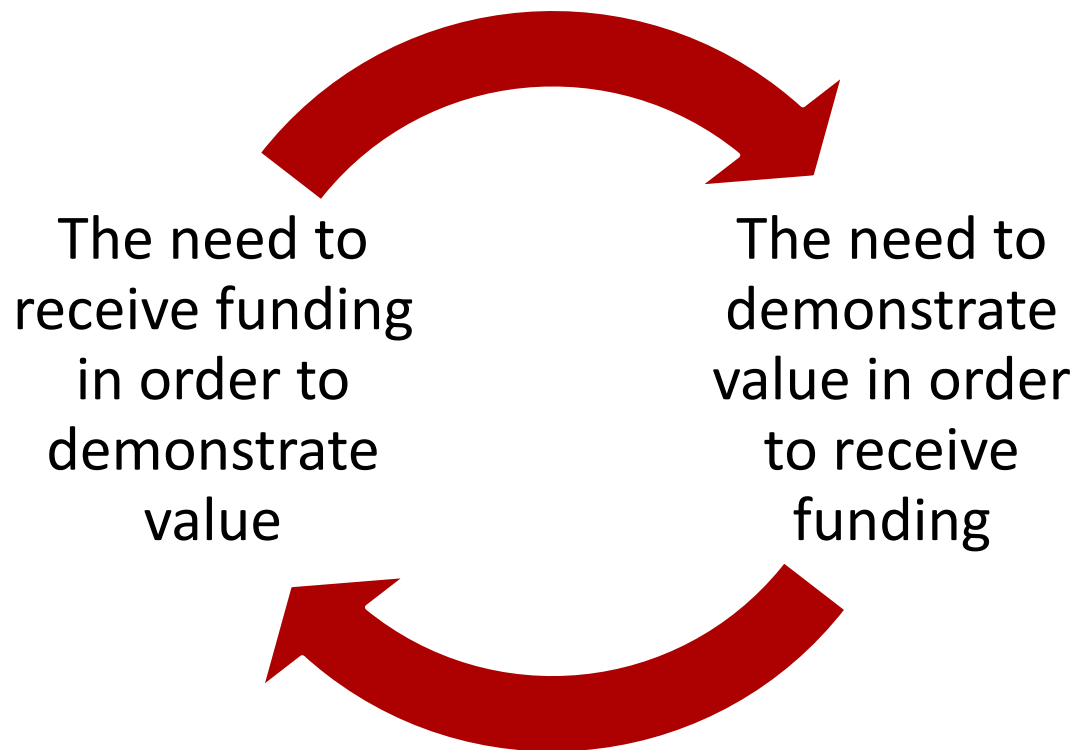 The need to
receive funding
in order to
demonstrate
value
The need to
demonstrate
value in order
to receive
funding